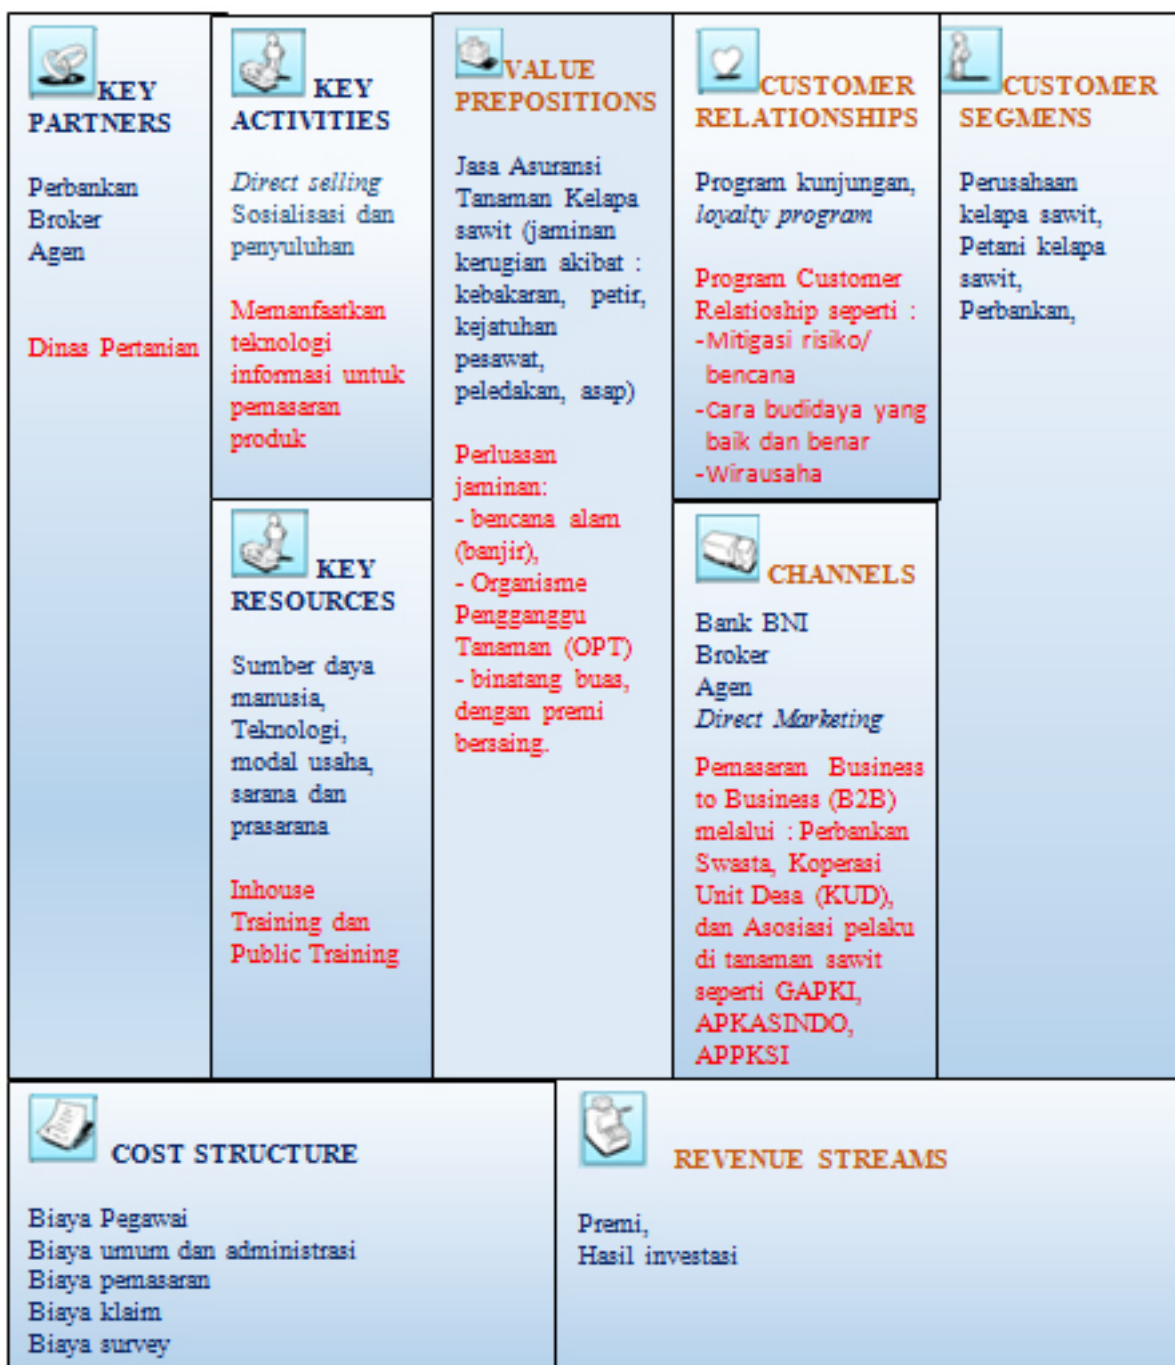 KEY
PARTNERS
Perbankan
Broker
Agen
Dinas Pertanian
KEY
ACTIVITIES
Direct selling
Sosialisasi dan
penyuluhan
Memanfaatkan
teknologi
informasi untuk
pemasaran
produk
KEY
RESOURCES
Sumber daya
manusia,
Teknologi,
modal usaha,
sarana dan
prasarana
Inhouse
Training dan
Public Training
VALUE
PREPOSITIONS
Jasa Asuransi
Tanaman Kelapa
sawit (jaminan
kerugian akibat :
kebakaran, petir,
kejatuhan
pesawat,
peledakan, asap)
Perluasan
jaminan:
- bencana alam
(banjir),
- Organisme
Pengganggu
Tanaman (OPT)
- binatang buas,
dengan premi
bersaing.
CUSTOMER
RELATIONSHIPS
Program kunjungan,
loyalty program
Program Customer
Relatioship seperti :
-Mitigasi risiko/
bencana
-Cara budidaya yang
baik dan benar
-Wirausaha
CHANNELS
Bank BNI
Broker
Agen
Direct Marketing
Pemasaran Business
to Business (B2B)
melalui : Perbankan
Swasta, Koperasi
Unit Desa (KUD),
dan Asosiasi pelaku
di tanaman sawit
seperti GAPKI,
APKASINDO,
APPKSI
CUSTOMER
SEGMENS
Perusahaan
kelapa sawit,
Petani kelapa
sawit,
Perbankan,
COST STRUCTURE
Biaya Pegawai
Biaya umum dan administrasi
Biaya pemasaran
Biaya klaim
Biaya survey
REVENUE STREAMS
Premi,
Hasil investasi